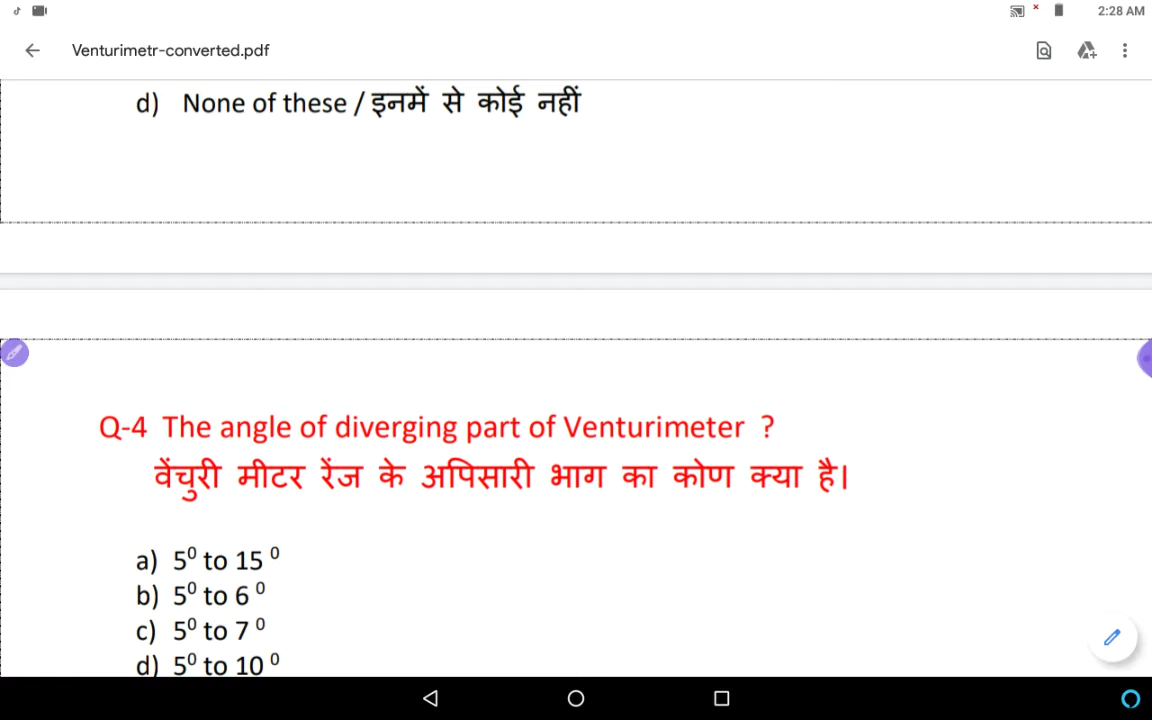 2:28 AM
Venturimetr-converted.pdf
d) None of these / इनमें से कोई नहीं
Q-4 The angle of diverging part of Venturimeter ?
वेंचुरी मीटर रेंज के अपिसारी भाग का कोण क्या है।
a) 5⁰ to 15 ⁰
b) 5⁰ to 6 ⁰
c) 5⁰ to 7 ⁰
d) 5⁰ to 10 ⁰